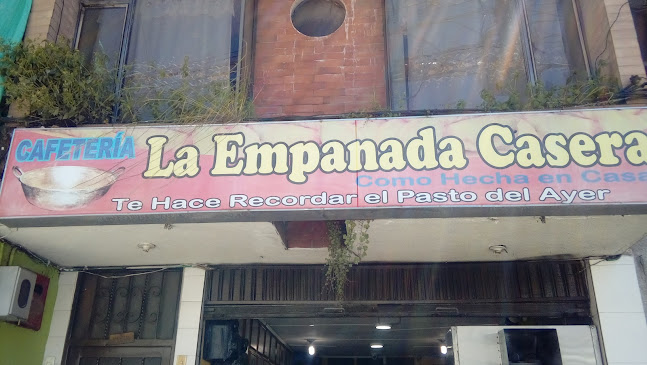 CAFETERÍA
La Empanada Casera
Como Hecha en Casa
Te Hace Recordar el Pasto del Ayer